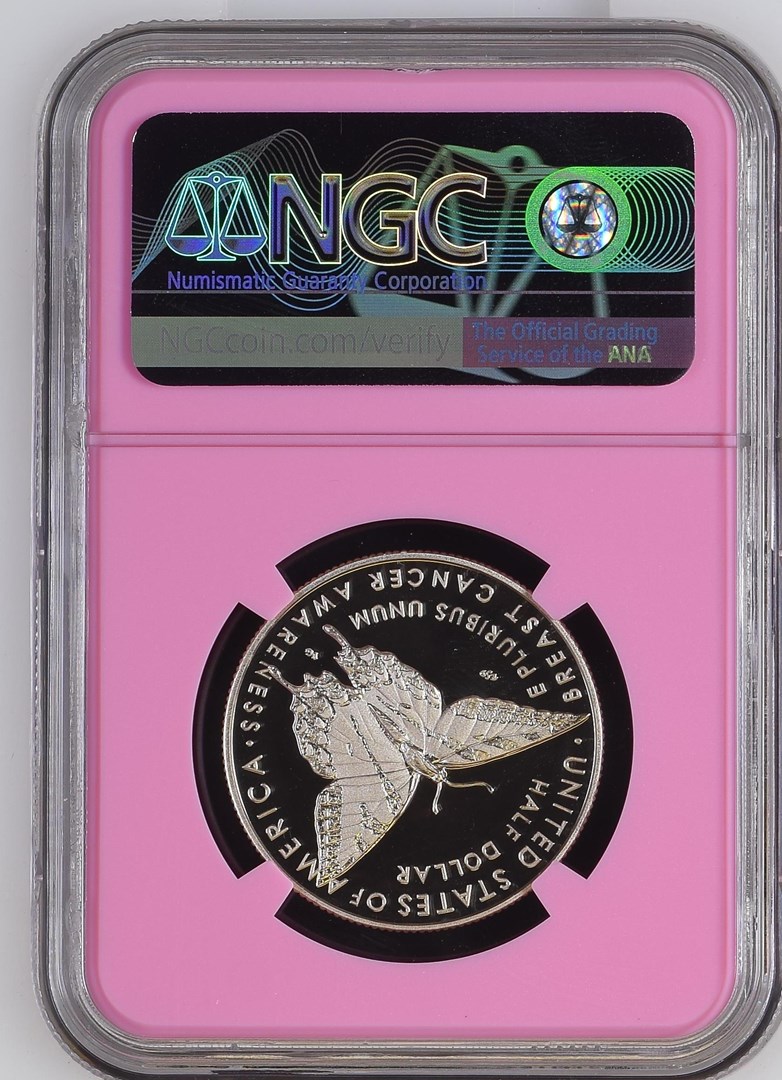 NGC
Numismatic Guaranty Corporation
NGCcoin.com/verify
The Official Grading
Service of the ANA
UNITED STATES OF AMERICA
HALF DOLLAR
E PLURIBUS UNUM
· BREAST CANCER AWARENESS ·